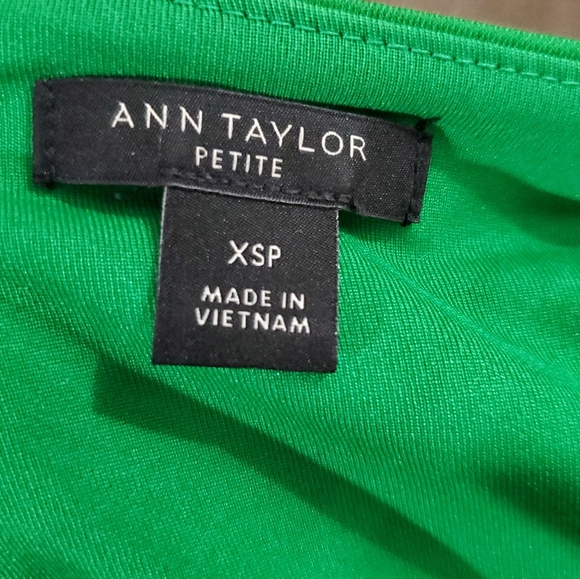 ANN TAYLOR
PETITE
XSP
MADE IN
VIETNAM